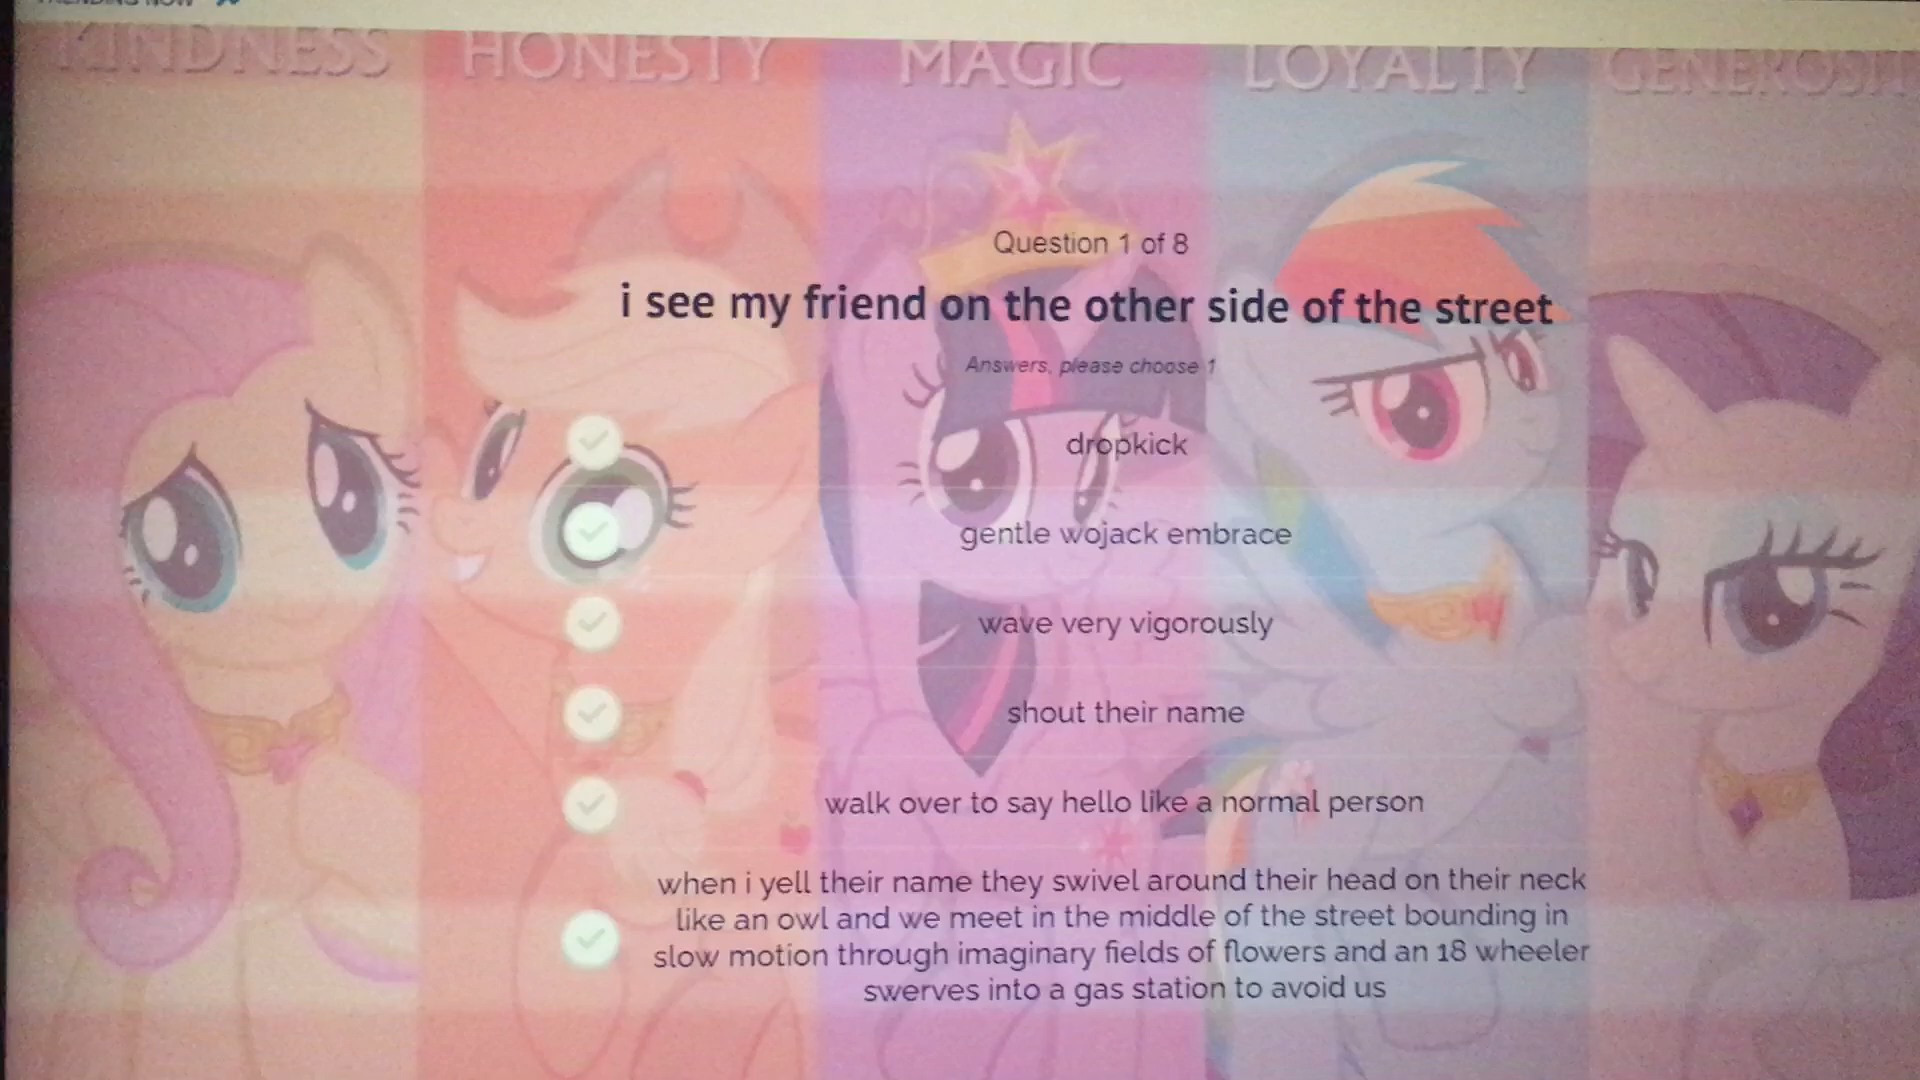 TRENDING NOW
KINDNESS HONESTY MAGIC LOYALTY GENEROSIT
Question 1 of 8
i see my friend on the other side of the street
Answers, please choose 1
dropkick
gentle wojack embrace
wave very vigorously
shout their name
walk over to say hello like a normal person
when i yell their name they swivel around their head on their neck
like an owl and we meet in the middle of the street bounding in
slow motion through imaginary fields of flowers and an 18 wheeler
swerves into a gas station to avoid us